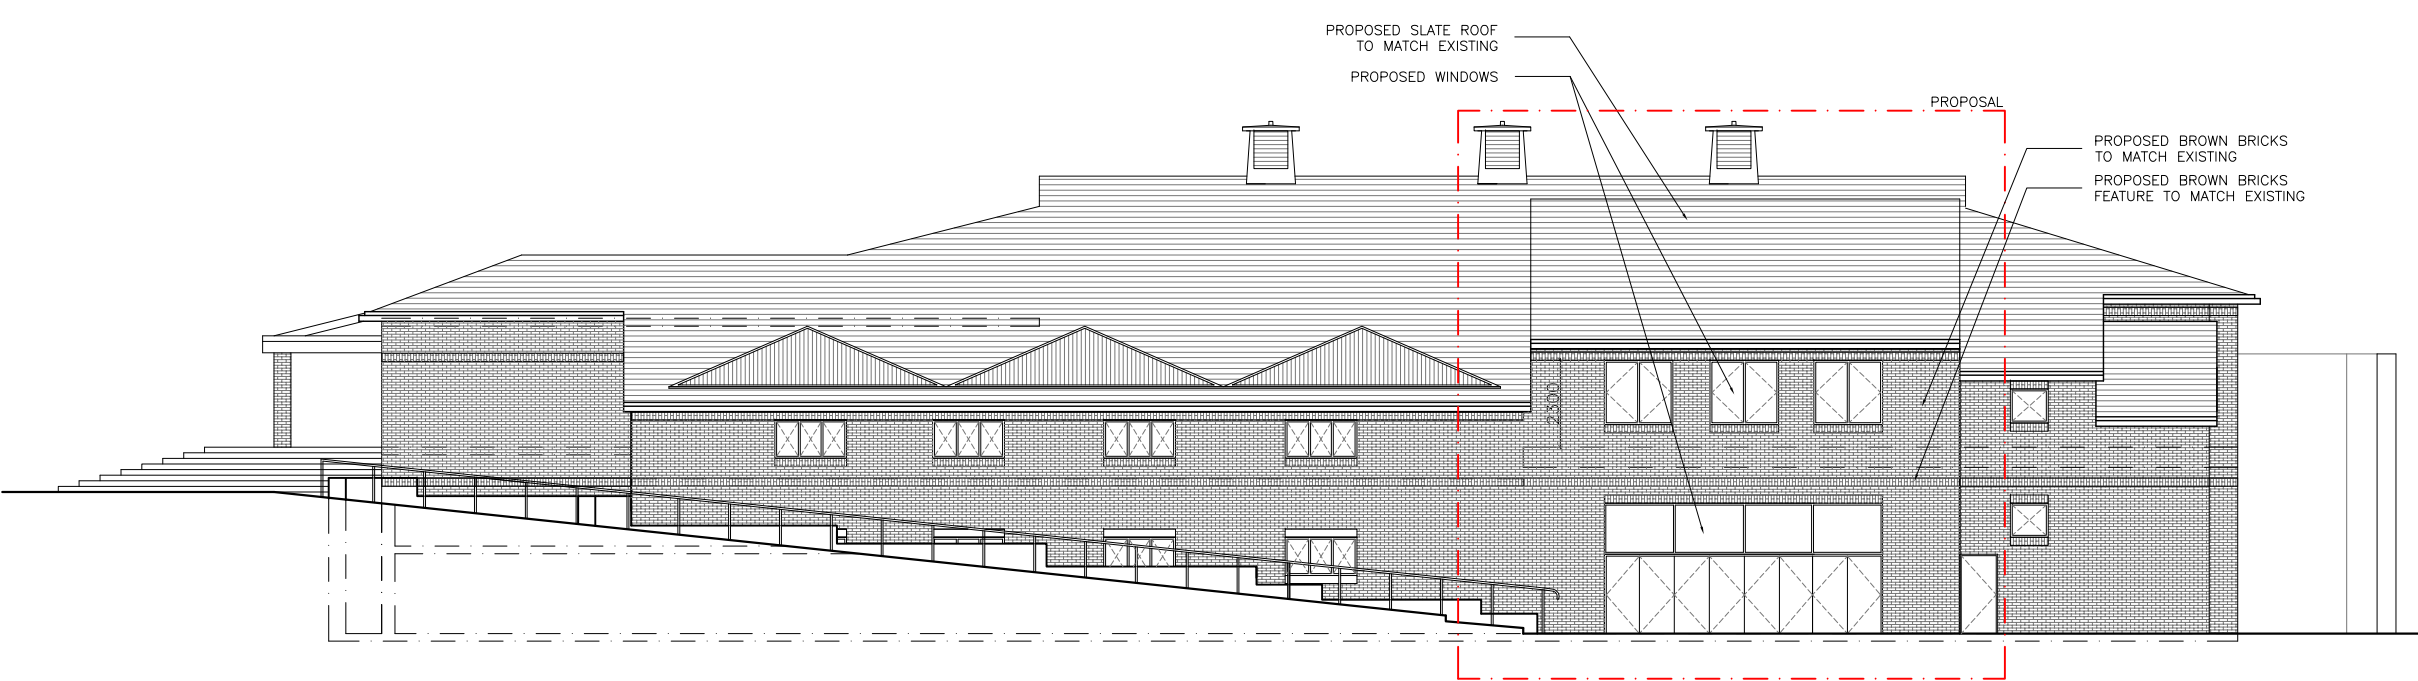 PROPOSED SLATE ROOF
TO MATCH EXISTING
PROPOSED WINDOWS
PROPOSAL
PROPOSED BROWN BRICKS
TO MATCH EXISTING
PROPOSED BROWN BRICKS
FEATURE TO MATCH EXISTING
2300